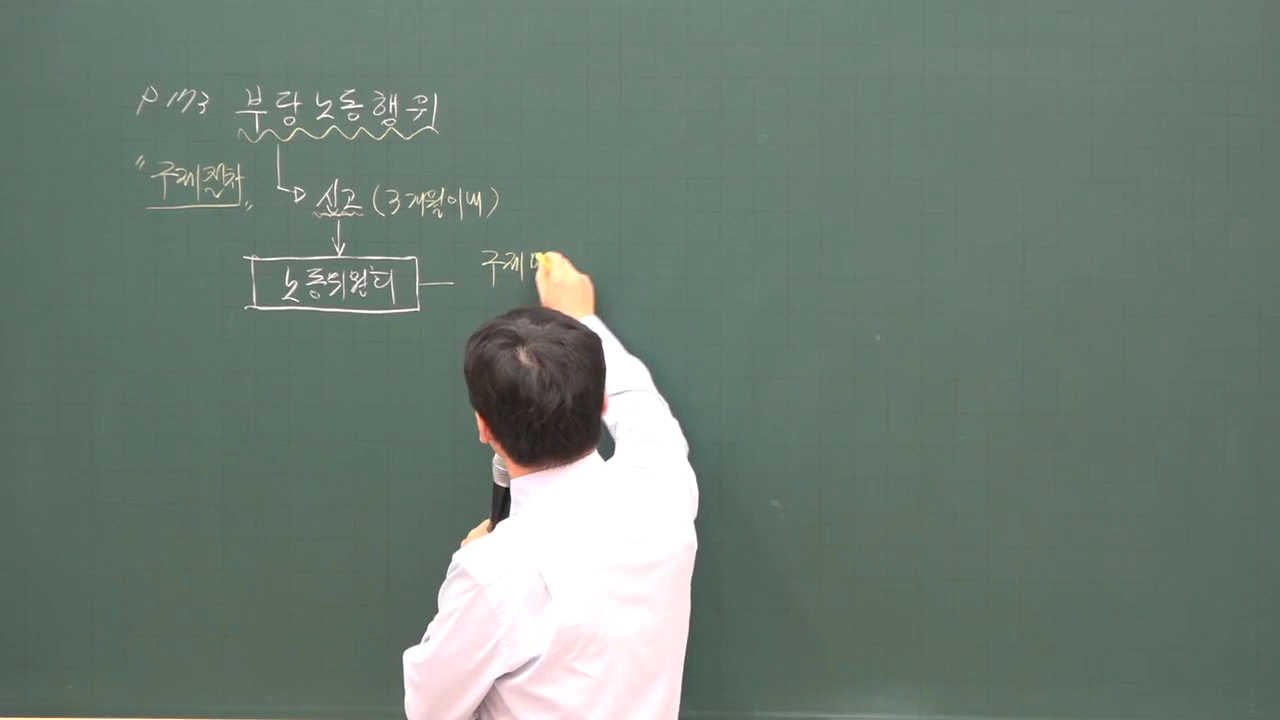 P 173 부당노동행위
"구제절차"
신고 (3개월이내)
노동위원회
구제